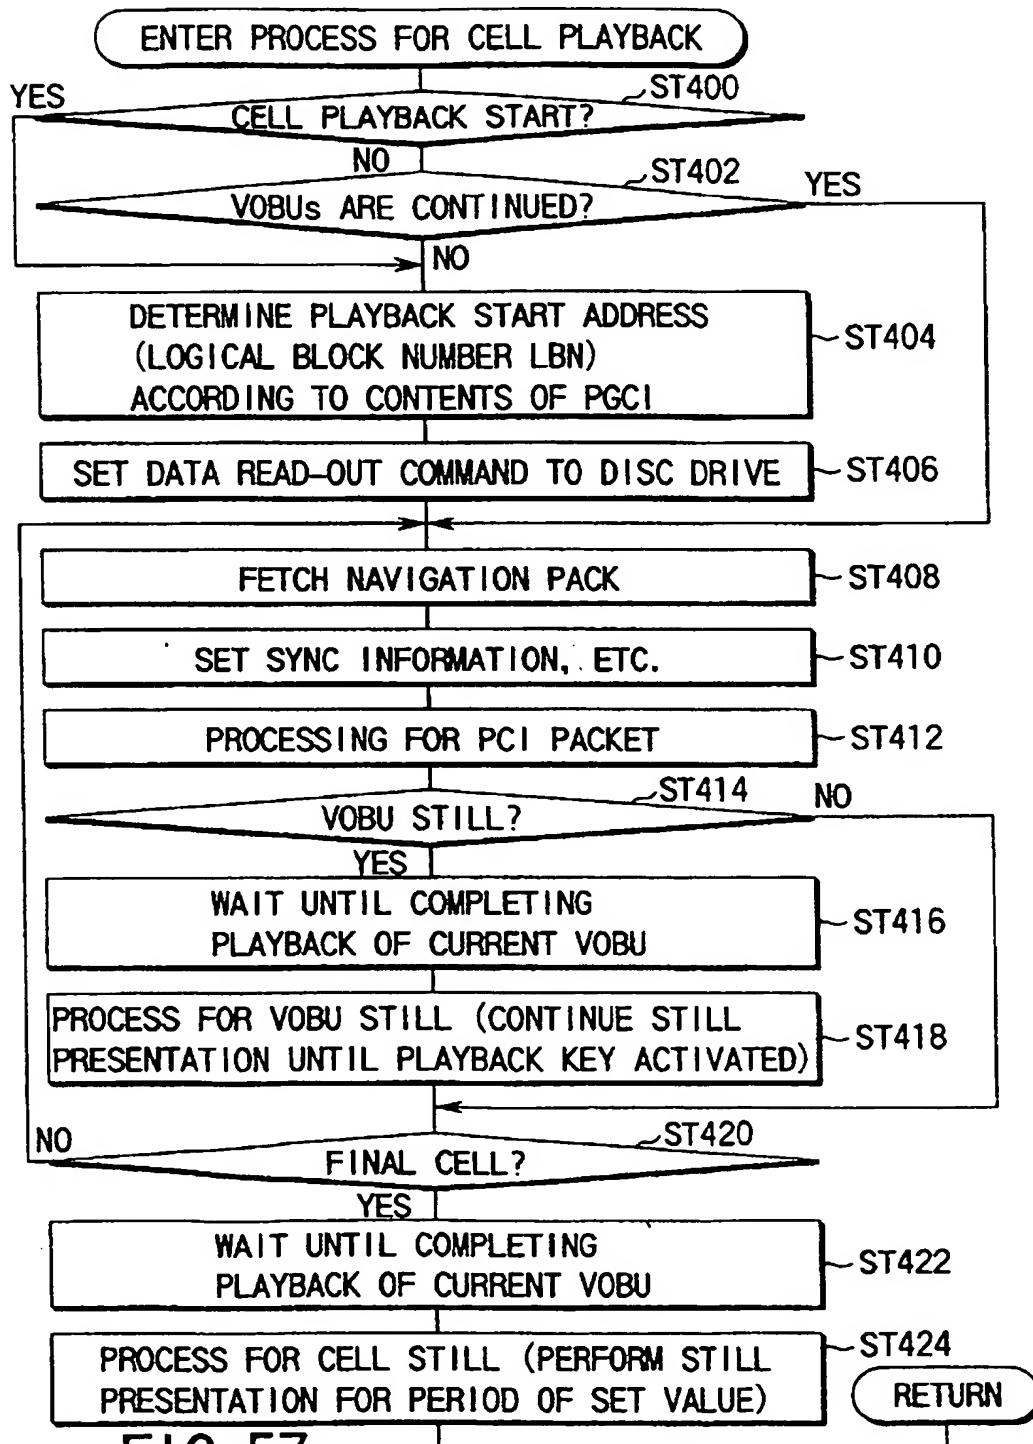 ENTER PROCESS FOR CELL PLAYBACK
YES
ST400
CELL PLAYBACK START?
NO
ST402
YES
VOBUs ARE CONTINUED?
NO
DETERMINE PLAYBACK START ADDRESS
(LOGICAL BLOCK NUMBER LBN)
ACCORDING TO CONTENTS OF PGCI
ST404
SET DATA READ-OUT COMMAND TO DISC DRIVE
ST406
FETCH NAVIGATION PACK
ST408
SET SYNC INFORMATION, ETC.
ST410
PROCESSING FOR PCI PACKET
ST412
ST414
NO
VOBU STILL?
YES
WAIT UNTIL COMPLETING
PLAYBACK OF CURRENT VOBU
ST416
PROCESS FOR VOBU STILL (CONTINUE STILL
PRESENTATION UNTIL PLAYBACK KEY ACTIVATED)
ST418
NO
ST420
FINAL CELL?
YES
WAIT UNTIL COMPLETING
PLAYBACK OF CURRENT VOBU
ST422
PROCESS FOR CELL STILL (PERFORM STILL
PRESENTATION FOR PERIOD OF SET VALUE)
ST424
RETURN